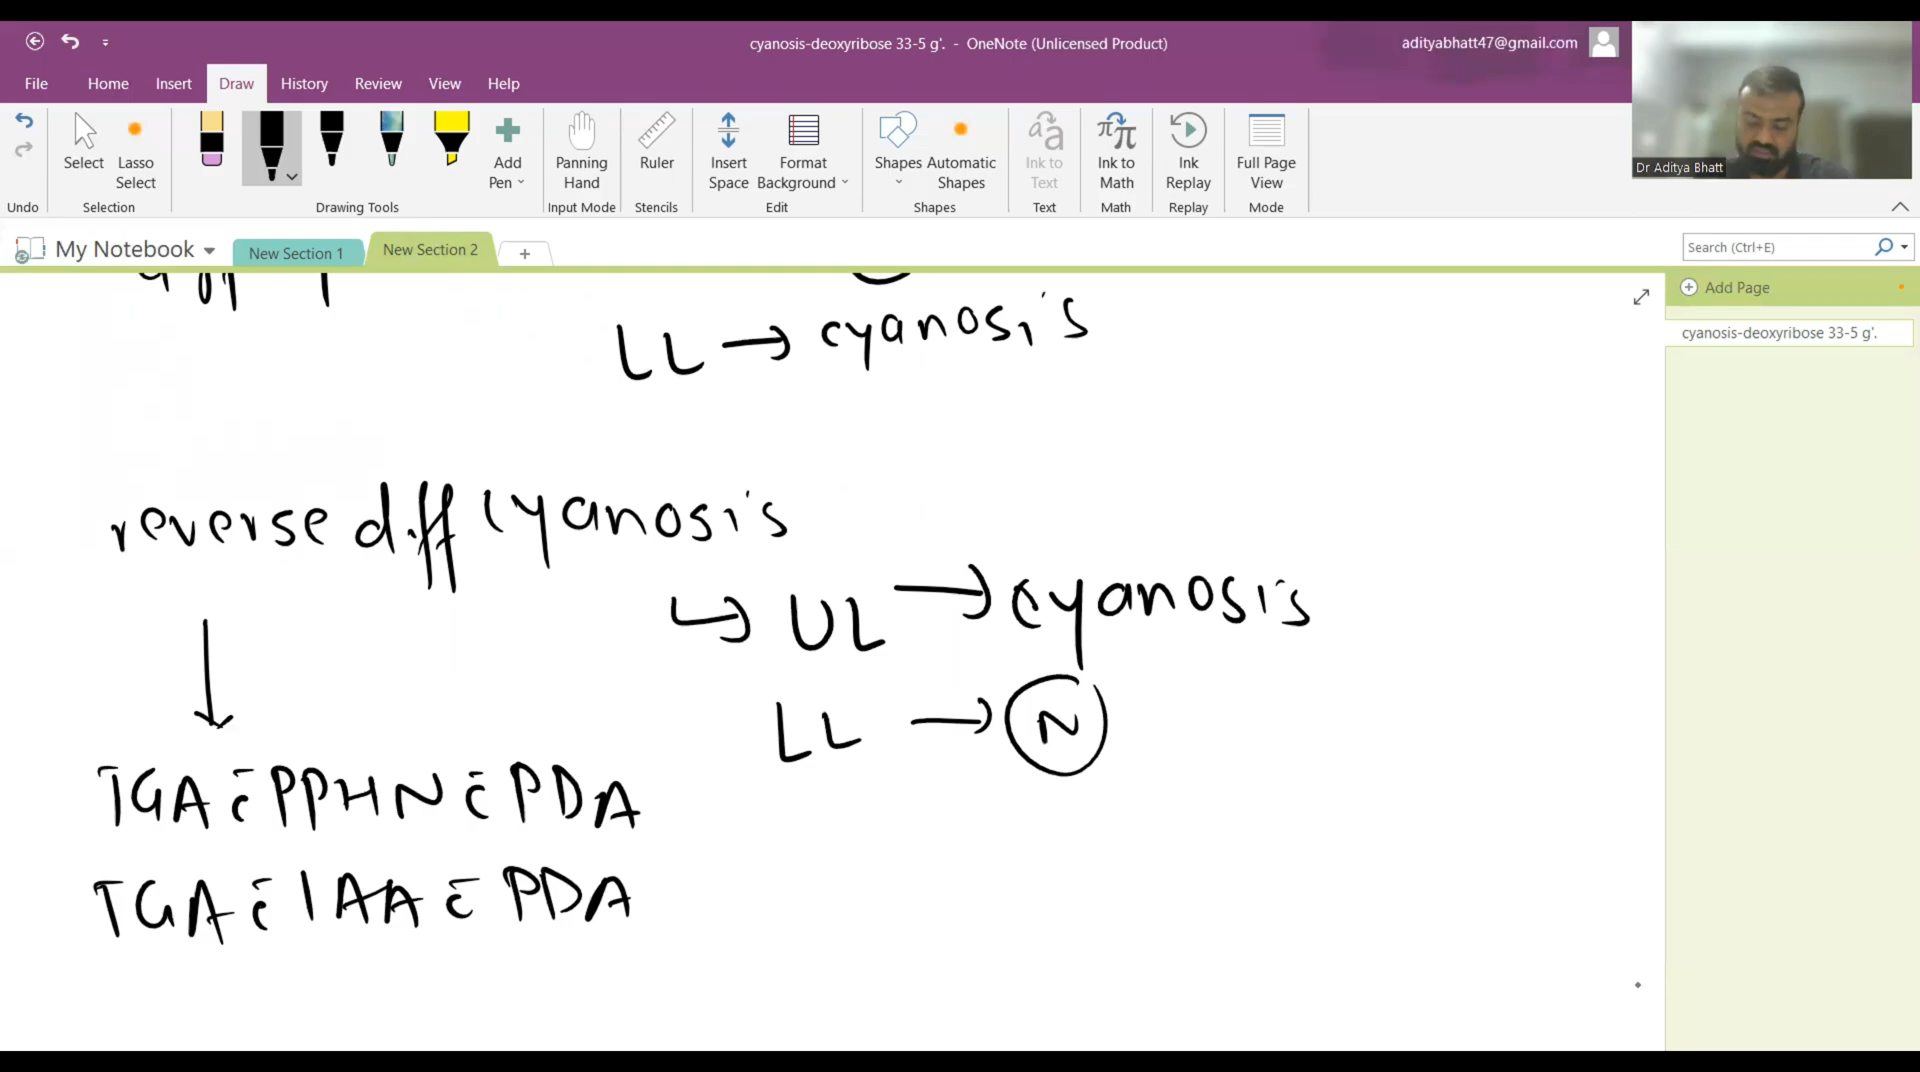 cyanosis-deoxyribose 33-5 g'. - OneNote (Unlicensed Product)
adityabhatt47@gmail.com
File Home Insert Draw History Review View Help
Select
Lasso Select
Add Pen
Panning Hand
Ruler
Insert Space
Format Background
Shapes
Automatic Shapes
Ink to Text
Ink to Math
Ink Replay
Full Page View
Undo Selection Drawing Tools Input Mode Stencils Edit Shapes Text Math Replay Mode
Dr Aditya Bhatt
My Notebook New Section 1 New Section 2 +
Search (Ctrl+E)
Add Page
cyanosis-deoxyribose 33-5 g'.
LL → cyanosis
reverse diff cyanosis
↳ UL → cyanosis
LL → N
↓
TGA c̄ PPHN c̄ PDA
TGA c̄ IAA c̄ PDA